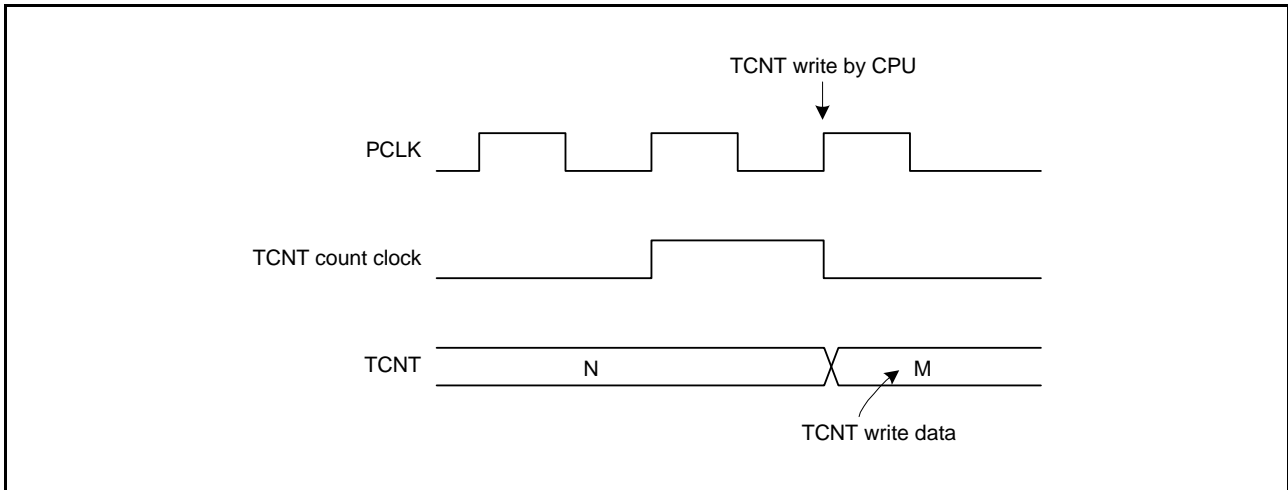 TCNT write by CPU
PCLK
TCNT count clock
TCNT
N
M
TCNT write data